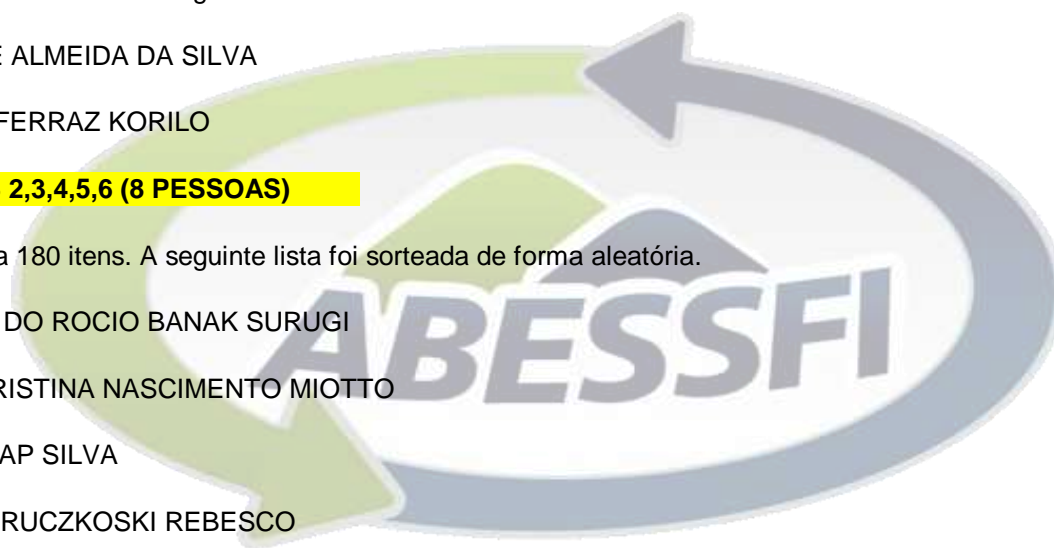 E ALMEIDA DA SILVA
FERRAZ KORILO
2,3,4,5,6 (8 PESSOAS)
a 180 itens. A seguinte lista foi sorteada de forma aleatória.
DO ROCIO BANAK SURUGI
RISTINA NASCIMENTO MIOTTO
AP SILVA
RUCZKOSKI REBESCO
ABESSFI